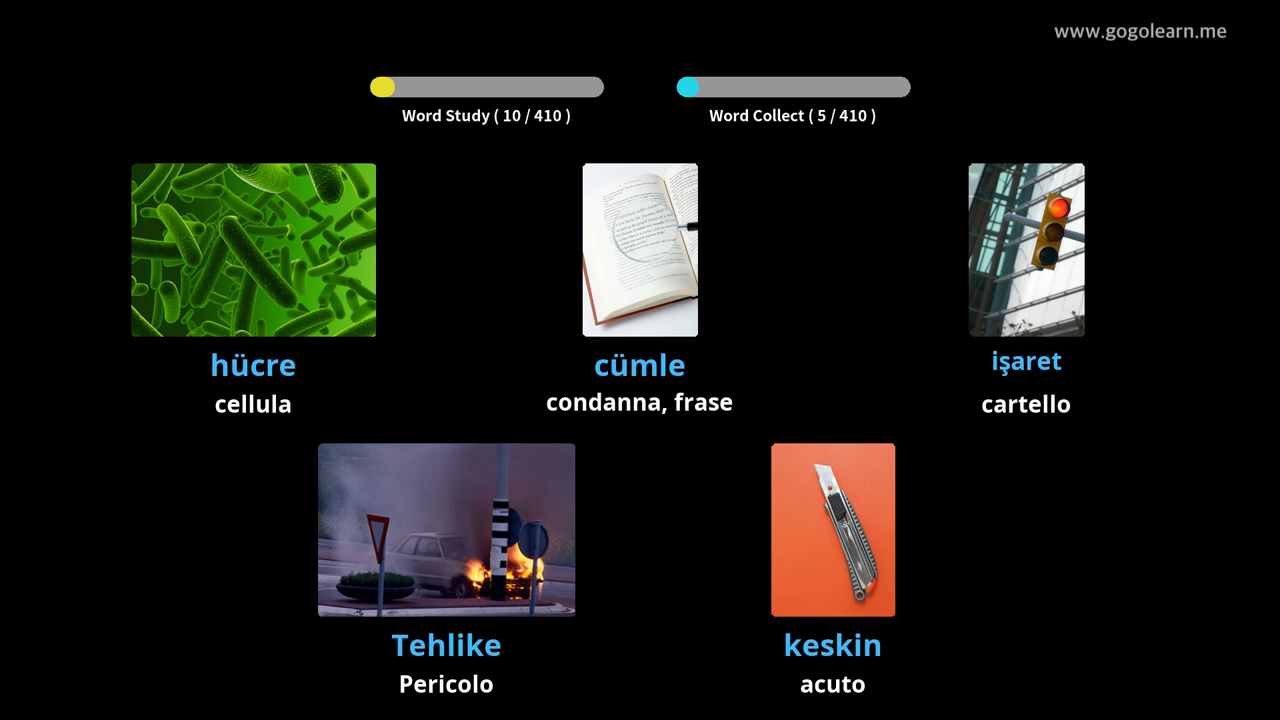 www.gogolearn.me
Word Study ( 10 / 410 )
Word Collect ( 5 / 410 )
hücre
cellula
cümle
condanna, frase
işaret
cartello
Tehlike
Pericolo
keskin
acuto